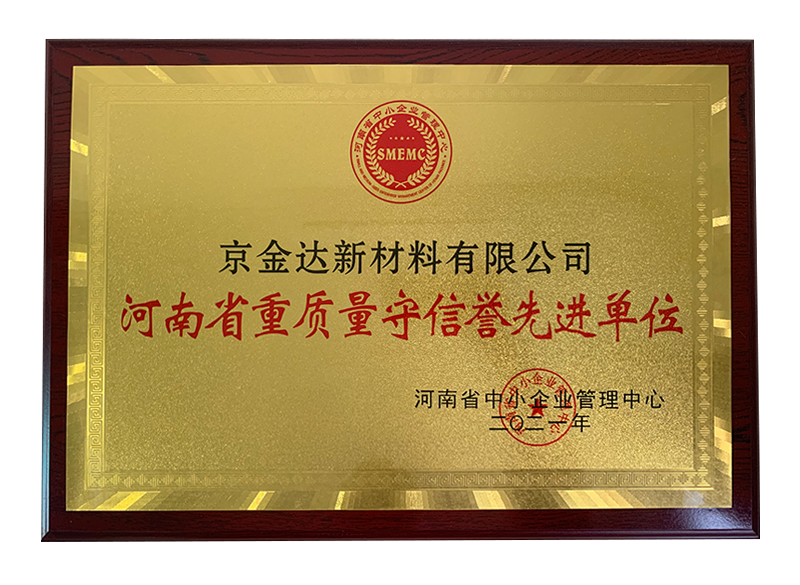 河南省中小企业管理中心
SMEMC
京金达新材料有限公司
河南省重质量守信誉先进单位
河南省中小企业管理中心
二〇二一年